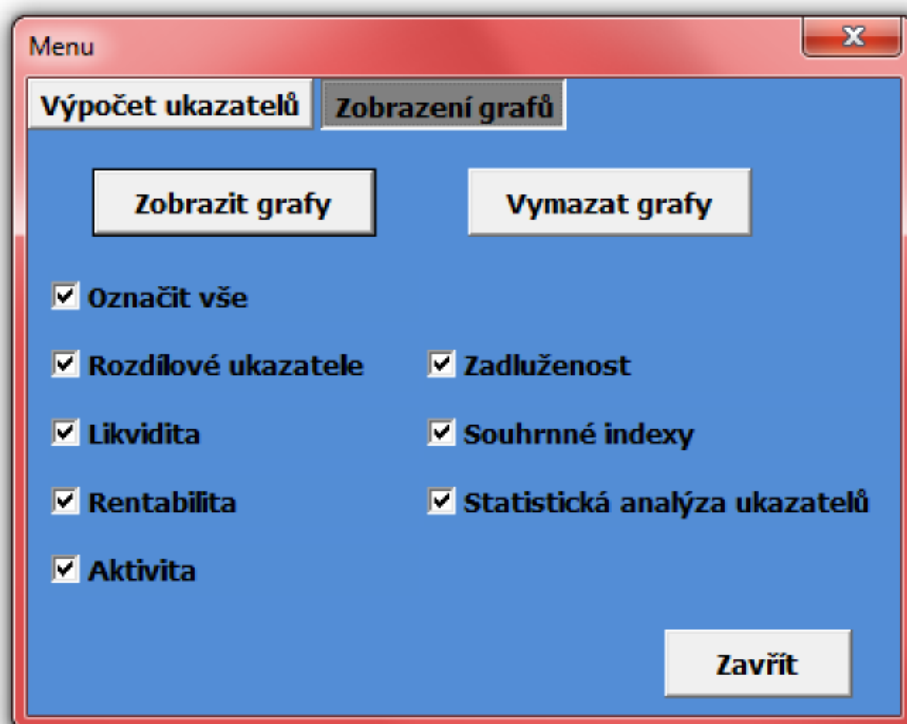 Menu
Výpočet ukazatelů Zobrazení grafů
Zobrazit grafy Vymazat grafy
Označit vše
Rozdílové ukazatele Zadluženost
Likvidita Souhrnné indexy
Rentabilita Statistická analýza ukazatelů
Aktivita
Zavřít